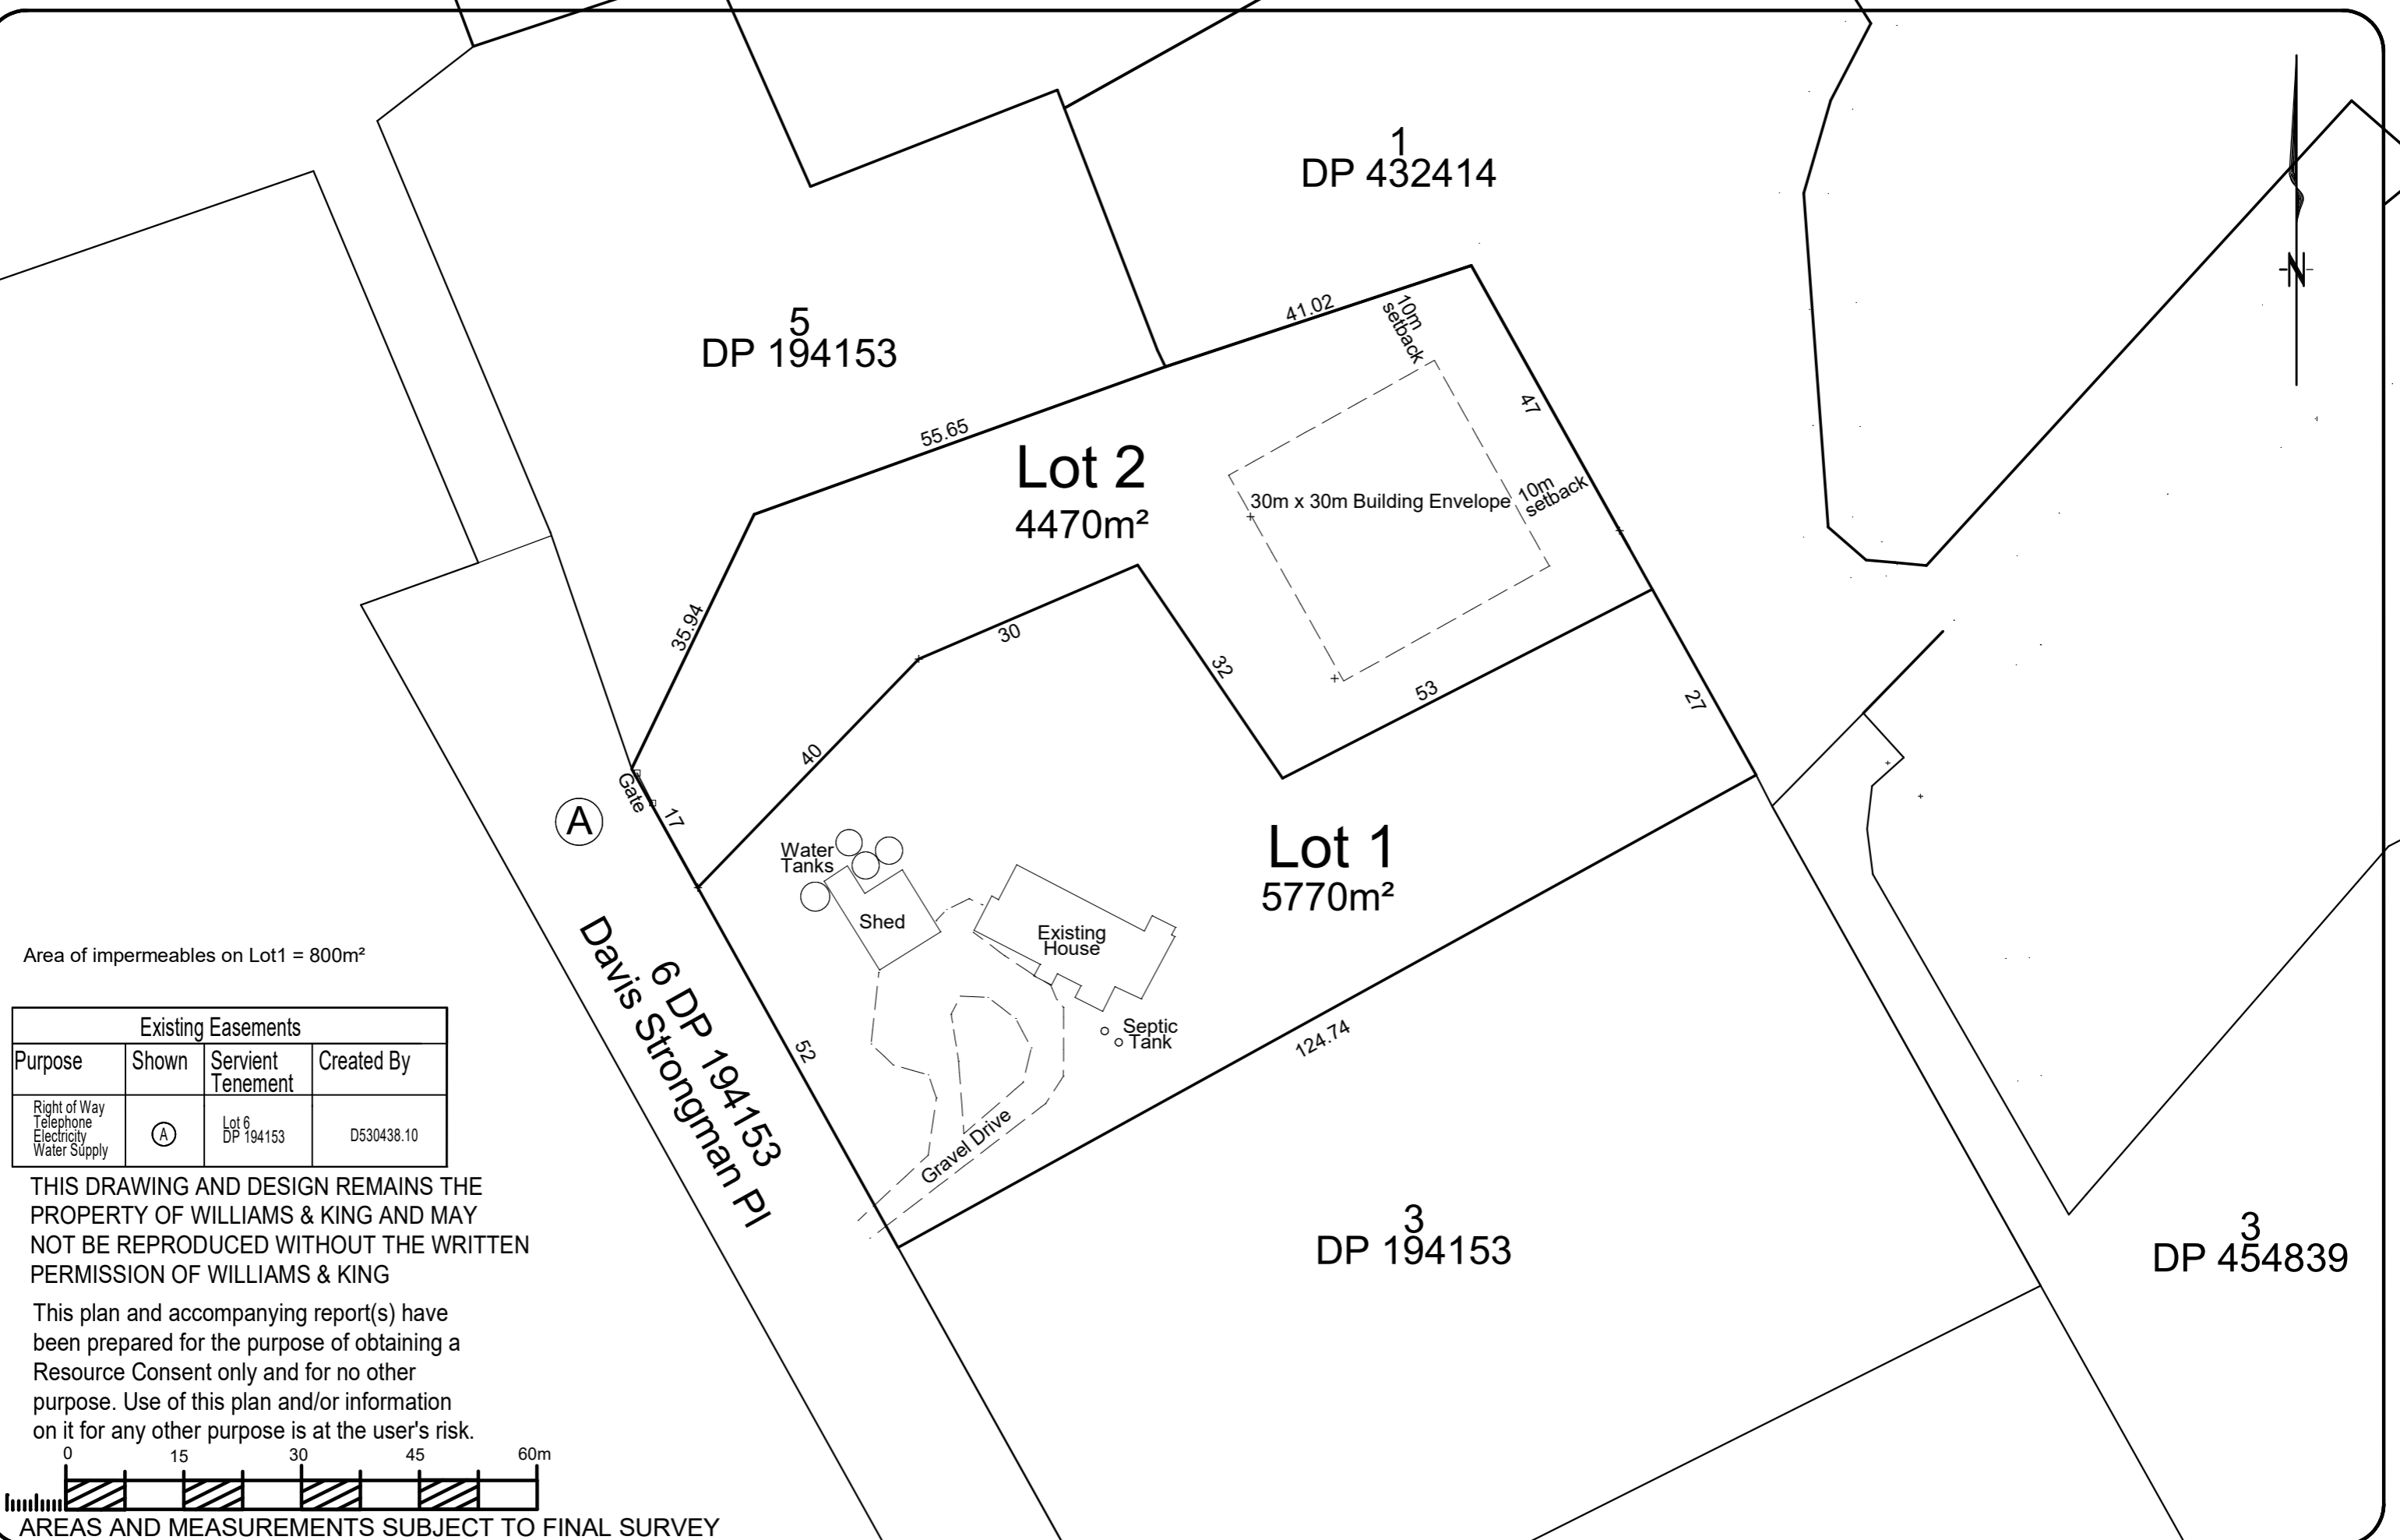 1
DP 432414
5
DP 194153
41.02
10m
setback
47
55.65
Lot 2
4470m²
30m x 30m Building Envelope
10m
setback
N
35.94
30
32
53
27
40
Gate
17
A
Water
Tanks
Shed
Existing
House
Lot 1
5770m²
Septic
Tank
124.74
52
Gravel Drive
6 DP 194153
Davis Strongman Pl
3
DP 194153
3
DP 454839
Area of impermeables on Lot1 = 800m²
Existing Easements
Purpose Shown Servient Tenement Created By
Right of Way
Telephone
Electricity
Water Supply
A
Lot 6
DP 194153
D530438.10
THIS DRAWING AND DESIGN REMAINS THE
PROPERTY OF WILLIAMS & KING AND MAY
NOT BE REPRODUCED WITHOUT THE WRITTEN
PERMISSION OF WILLIAMS & KING
This plan and accompanying report(s) have
been prepared for the purpose of obtaining a
Resource Consent only and for no other
purpose. Use of this plan and/or information
on it for any other purpose is at the user's risk.
0 15 30 45 60m
AREAS AND MEASUREMENTS SUBJECT TO FINAL SURVEY